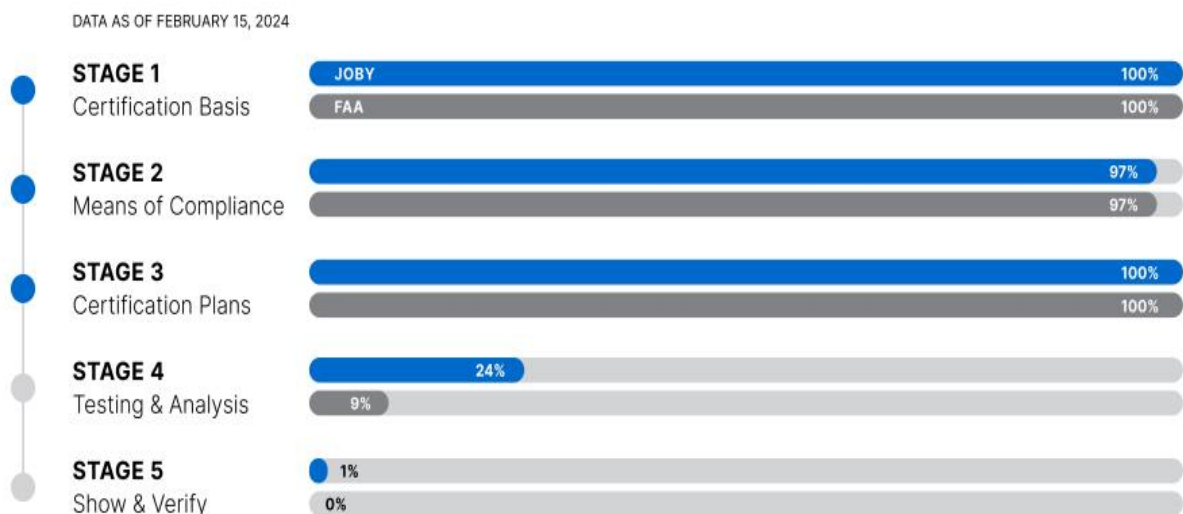 DATA AS OF FEBRUARY 15, 2024
STAGE 1
Certification Basis
JOBY 100%
FAA 100%
STAGE 2
Means of Compliance
97%
97%
STAGE 3
Certification Plans
100%
100%
STAGE 4
Testing & Analysis
24%
9%
STAGE 5
Show & Verify
1%
0%